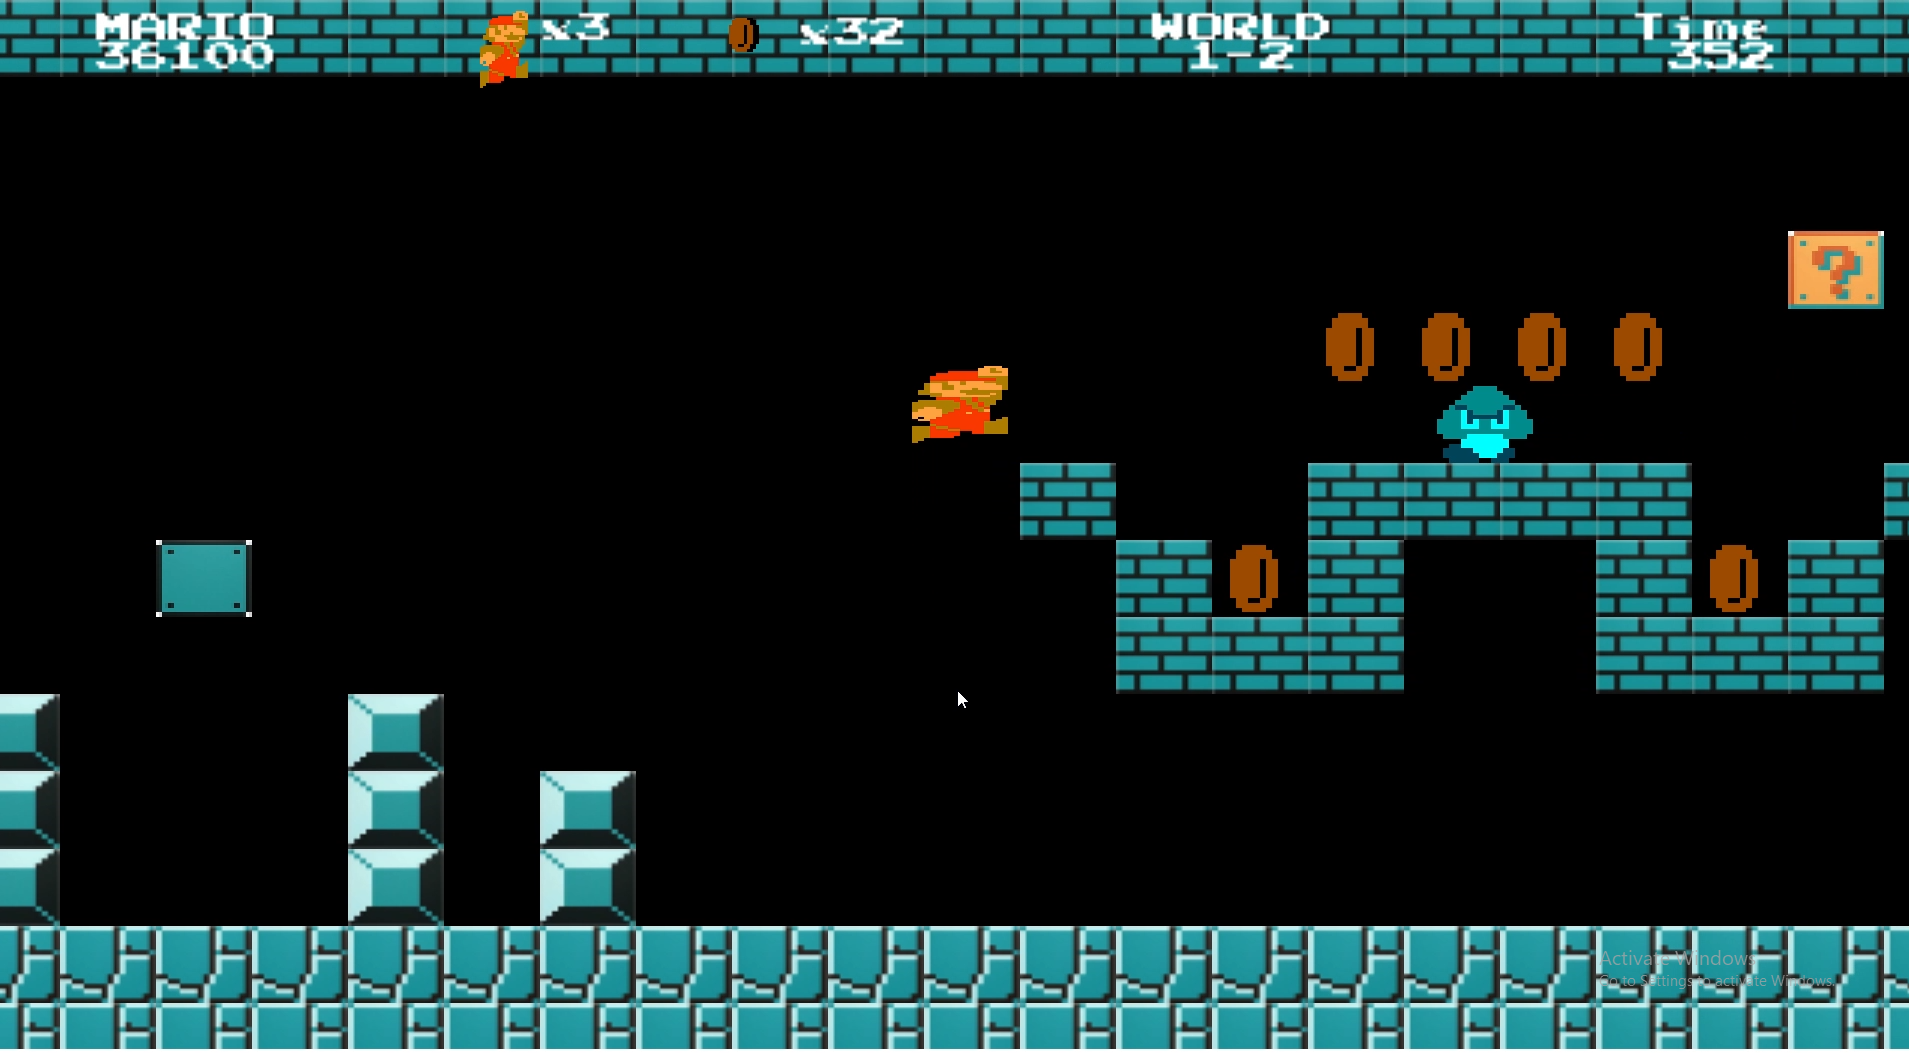 MARIO
36100
x3
x32
WORLD
1-2
Time
352
?
Activate Windows
Go to Settings to activate Windows.